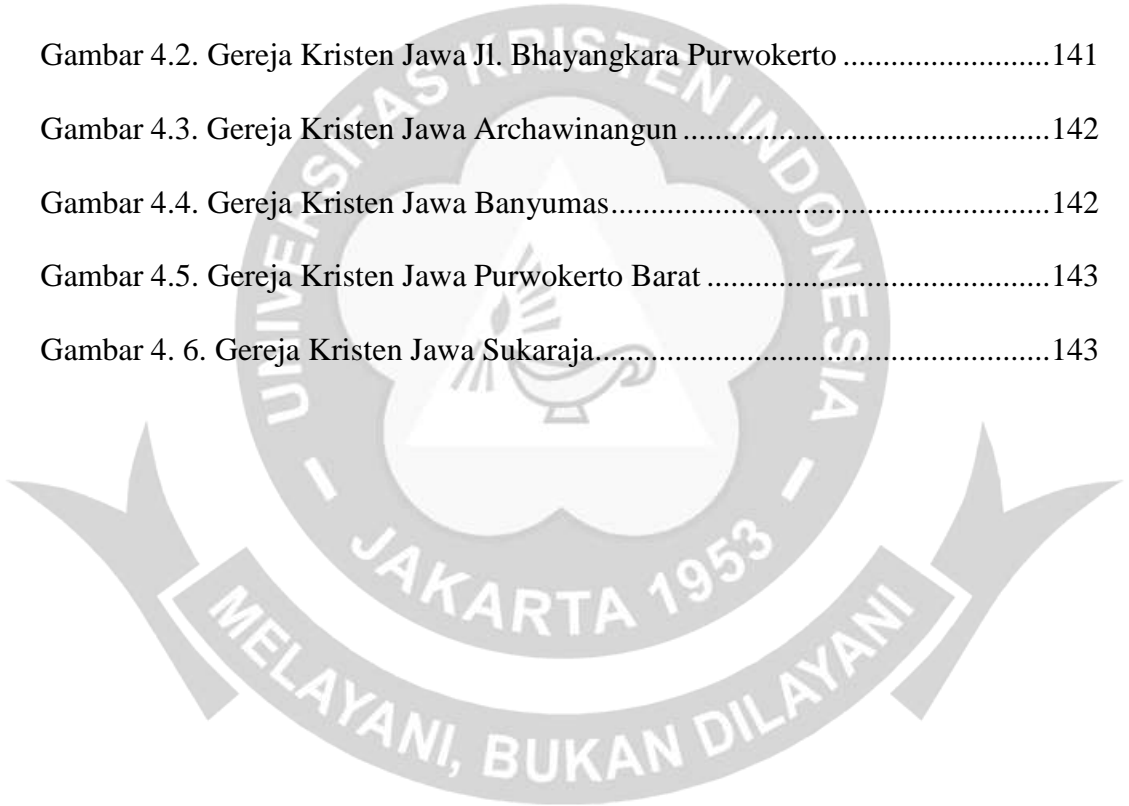 Gambar 4.2. Gereja Kristen Jawa Jl. Bhayangkara Purwokerto ..........................141
Gambar 4.3. Gereja Kristen Jawa Archawinangun ..............................................142
Gambar 4.4. Gereja Kristen Jawa Banyumas.......................................................142
Gambar 4.5. Gereja Kristen Jawa Purwokerto Barat ...........................................143
Gambar 4. 6. Gereja Kristen Jawa Sukaraja.........................................................143
UNIVERSITAS KRISTEN INDONESIA
- JAKARTA 1953 -
MELAYANI, BUKAN DILAYANI